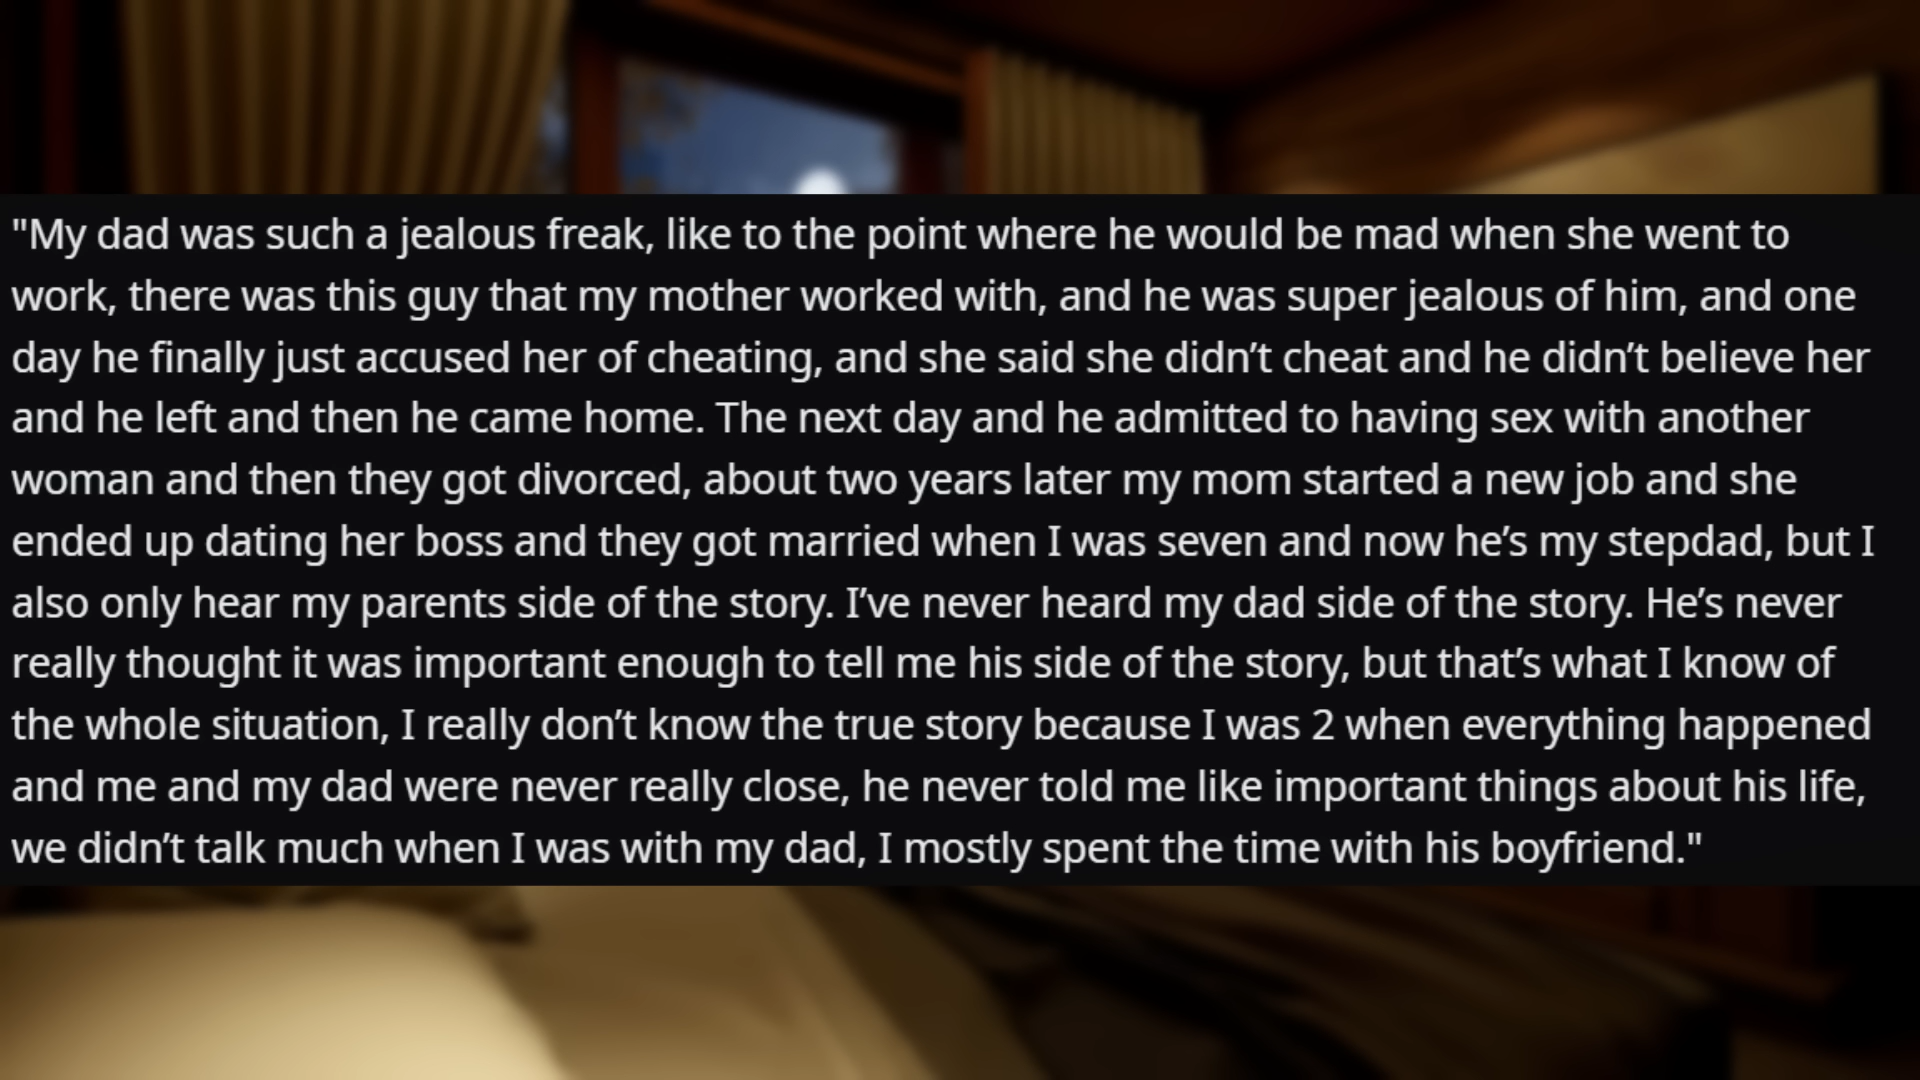 "My dad was such a jealous freak, like to the point where he would be mad when she went to
work, there was this guy that my mother worked with, and he was super jealous of him, and one
day he finally just accused her of cheating, and she said she didn’t cheat and he didn’t believe her
and he left and then he came home. The next day and he admitted to having sex with another
woman and then they got divorced, about two years later my mom started a new job and she
ended up dating her boss and they got married when I was seven and now he’s my stepdad, but I
also only hear my parents side of the story. I’ve never heard my dad side of the story. He’s never
really thought it was important enough to tell me his side of the story, but that’s what I know of
the whole situation, I really don’t know the true story because I was 2 when everything happened
and me and my dad were never really close, he never told me like important things about his life,
we didn’t talk much when I was with my dad, I mostly spent the time with his boyfriend."